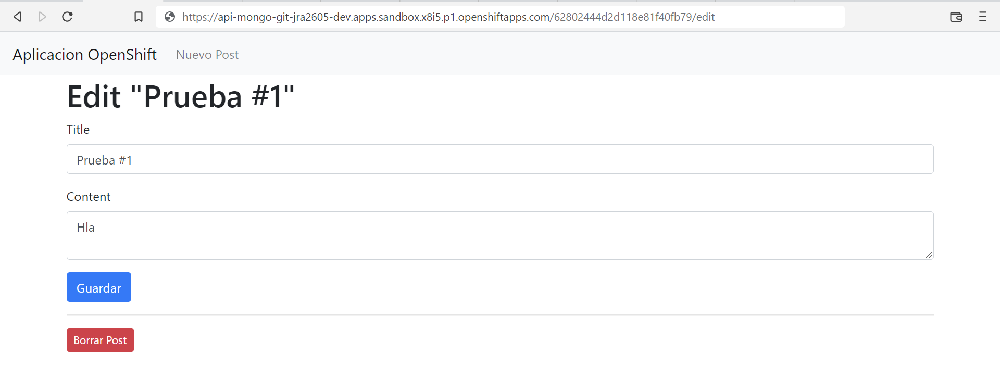 https://api-mongo-git-jra2605-dev.apps.sandbox.x8i5.p1.openshiftapps.com/62802444d2d118e81f40fb79/edit
Aplicacion OpenShift Nuevo Post
Edit "Prueba #1"
Title
Prueba #1
Content
Hla
Guardar
Borrar Post